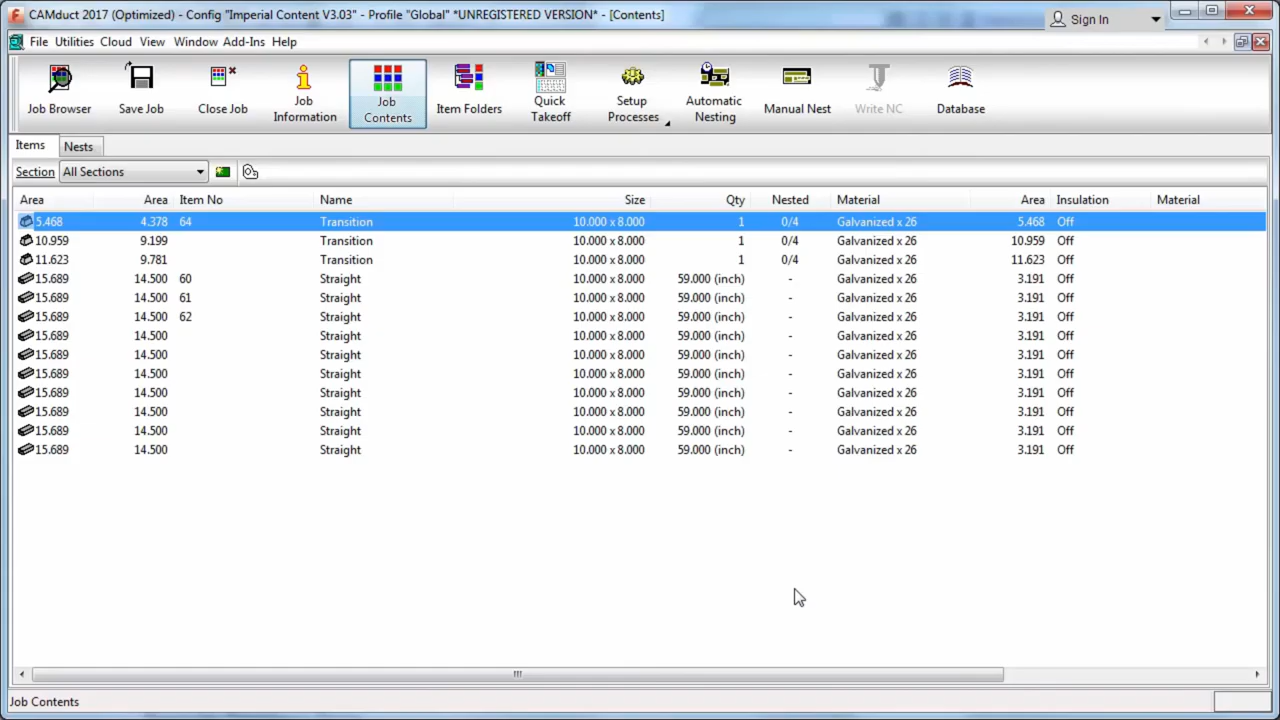 CAMduct 2017 (Optimized) - Config "Imperial Content V3.03" - Profile "Global" *UNREGISTERED VERSION* - [Contents]
Sign In
File Utilities Cloud View Window Add-Ins Help
Job Browser Save Job Close Job Job Information Job Contents Item Folders Quick Takeoff Setup Processes Automatic Nesting Manual Nest Write NC Database
Items Nests
Section All Sections
Area Area Item No Name Size Qty Nested Material Area Insulation Material
5.468 4.378 64 Transition 10.000 x 8.000 1 0/4 Galvanized x 26 5.468 Off
10.959 9.199 Transition 10.000 x 8.000 1 0/4 Galvanized x 26 10.959 Off
11.623 9.781 Transition 10.000 x 8.000 1 0/4 Galvanized x 26 11.623 Off
15.689 14.500 60 Straight 10.000 x 8.000 59.000 (inch) - Galvanized x 26 3.191 Off
15.689 14.500 61 Straight 10.000 x 8.000 59.000 (inch) - Galvanized x 26 3.191 Off
15.689 14.500 62 Straight 10.000 x 8.000 59.000 (inch) - Galvanized x 26 3.191 Off
15.689 14.500 Straight 10.000 x 8.000 59.000 (inch) - Galvanized x 26 3.191 Off
15.689 14.500 Straight 10.000 x 8.000 59.000 (inch) - Galvanized x 26 3.191 Off
15.689 14.500 Straight 10.000 x 8.000 59.000 (inch) - Galvanized x 26 3.191 Off
15.689 14.500 Straight 10.000 x 8.000 59.000 (inch) - Galvanized x 26 3.191 Off
15.689 14.500 Straight 10.000 x 8.000 59.000 (inch) - Galvanized x 26 3.191 Off
15.689 14.500 Straight 10.000 x 8.000 59.000 (inch) - Galvanized x 26 3.191 Off
15.689 14.500 Straight 10.000 x 8.000 59.000 (inch) - Galvanized x 26 3.191 Off
Job Contents